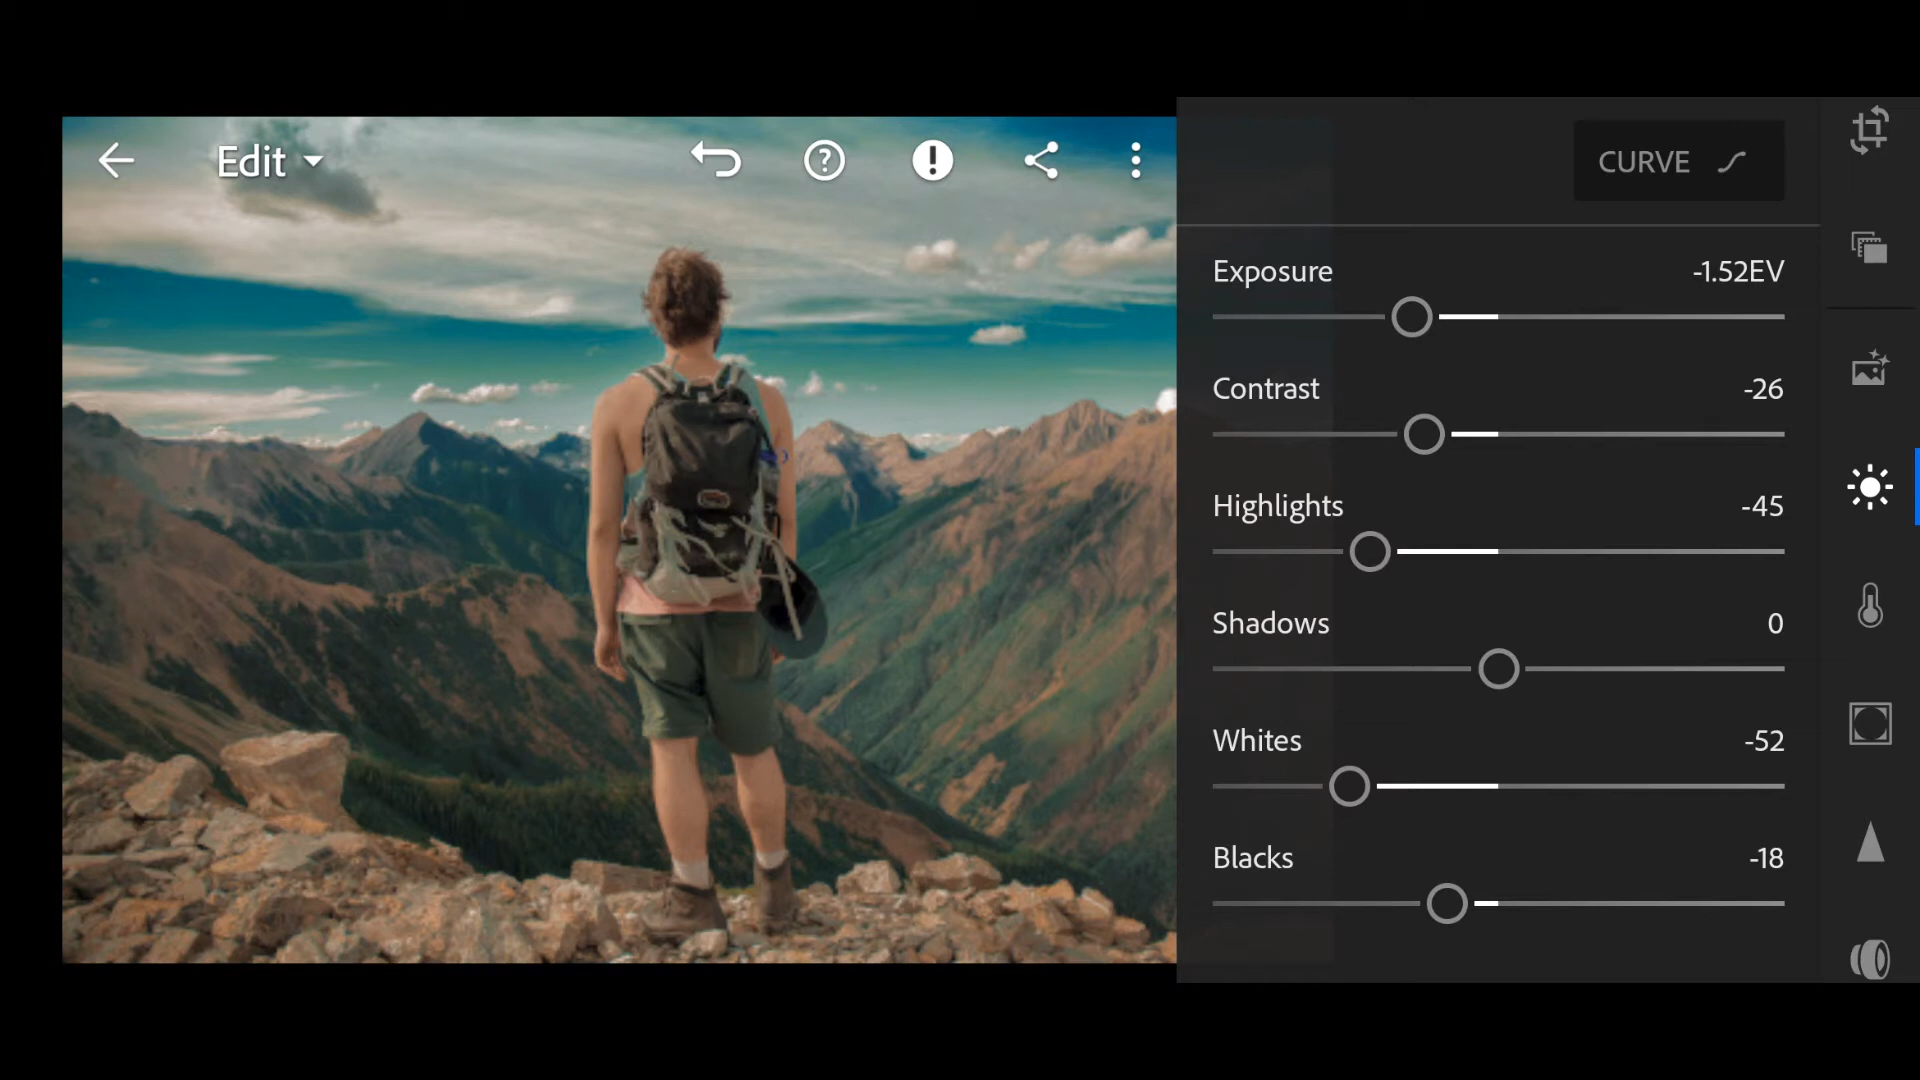 Edit
CURVE
Exposure -1.52EV
Contrast -26
Highlights -45
Shadows 0
Whites -52
Blacks -18